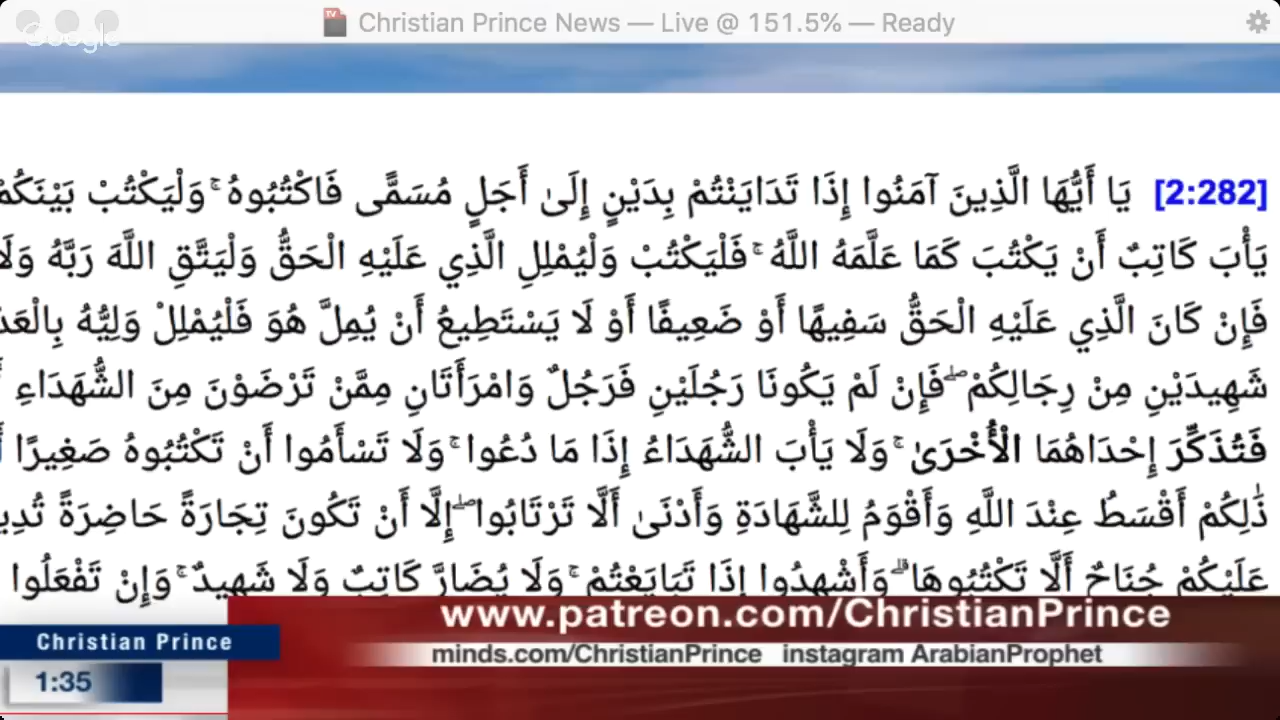 Christian Prince News — Live @ 151.5% — Ready
Google
[2:282] يَا أَيُّهَا الَّذِينَ آمَنُوا إِذَا تَدَايَنْتُمْ بِدَيْنٍ إِلَىٰ أَجَلٍ مُسَمًّى فَاكْتُبُوهُ ۚ وَلْيَكْتُبْ بَيْنَكُمْ
يَأْبَ كَاتِبٌ أَنْ يَكْتُبَ كَمَا عَلَّمَهُ اللَّهُ ۚ فَلْيَكْتُبْ وَلْيُمْلِلِ الَّذِي عَلَيْهِ الْحَقُّ وَلْيَتَّقِ اللَّهَ رَبَّهُ وَلَا
فَإِنْ كَانَ الَّذِي عَلَيْهِ الْحَقُّ سَفِيهًا أَوْ ضَعِيفًا أَوْ لَا يَسْتَطِيعُ أَنْ يُمِلَّ هُوَ فَلْيُمْلِلْ وَلِيُّهُ
شَهِيدَيْنِ مِنْ رِجَالِكُمْ ۖ فَإِنْ لَمْ يَكُونَا رَجُلَيْنِ فَرَجُلٌ وَامْرَأَتَانِ مِمَّنْ تَرْضَوْنَ مِنَ الشُّهَدَاءِ
فَتُذَكِّرَ إِحْدَاهُمَا الْأُخْرَىٰ ۚ وَلَا يَأْبَ الشُّهَدَاءُ إِذَا مَا دُعُوا ۚ وَلَا تَسْأَمُوا أَنْ تَكْتُبُوهُ صَغِيرًا
ذَٰلِكُمْ أَقْسَطُ عِنْدَ اللَّهِ وَأَقْوَمُ لِلشَّهَادَةِ وَأَدْنَىٰ أَلَّا تَرْتَابُوا ۖ إِلَّا أَنْ تَكُونَ تِجَارَةً حَاضِرَةً
عَلَيْكُمْ جُنَاحٌ أَلَّا تَكْتُبُوهَا ۗ وَأَشْهِدُوا إِذَا تَبَايَعْتُمْ ۚ وَلَا يُضَارَّ كَاتِبٌ وَلَا شَهِيدٌ ۚ وَإِنْ تَفْعَلُوا
www.patreon.com/ChristianPrince
Christian Prince
minds.com/ChristianPrince instagram ArabianProphet
1:35